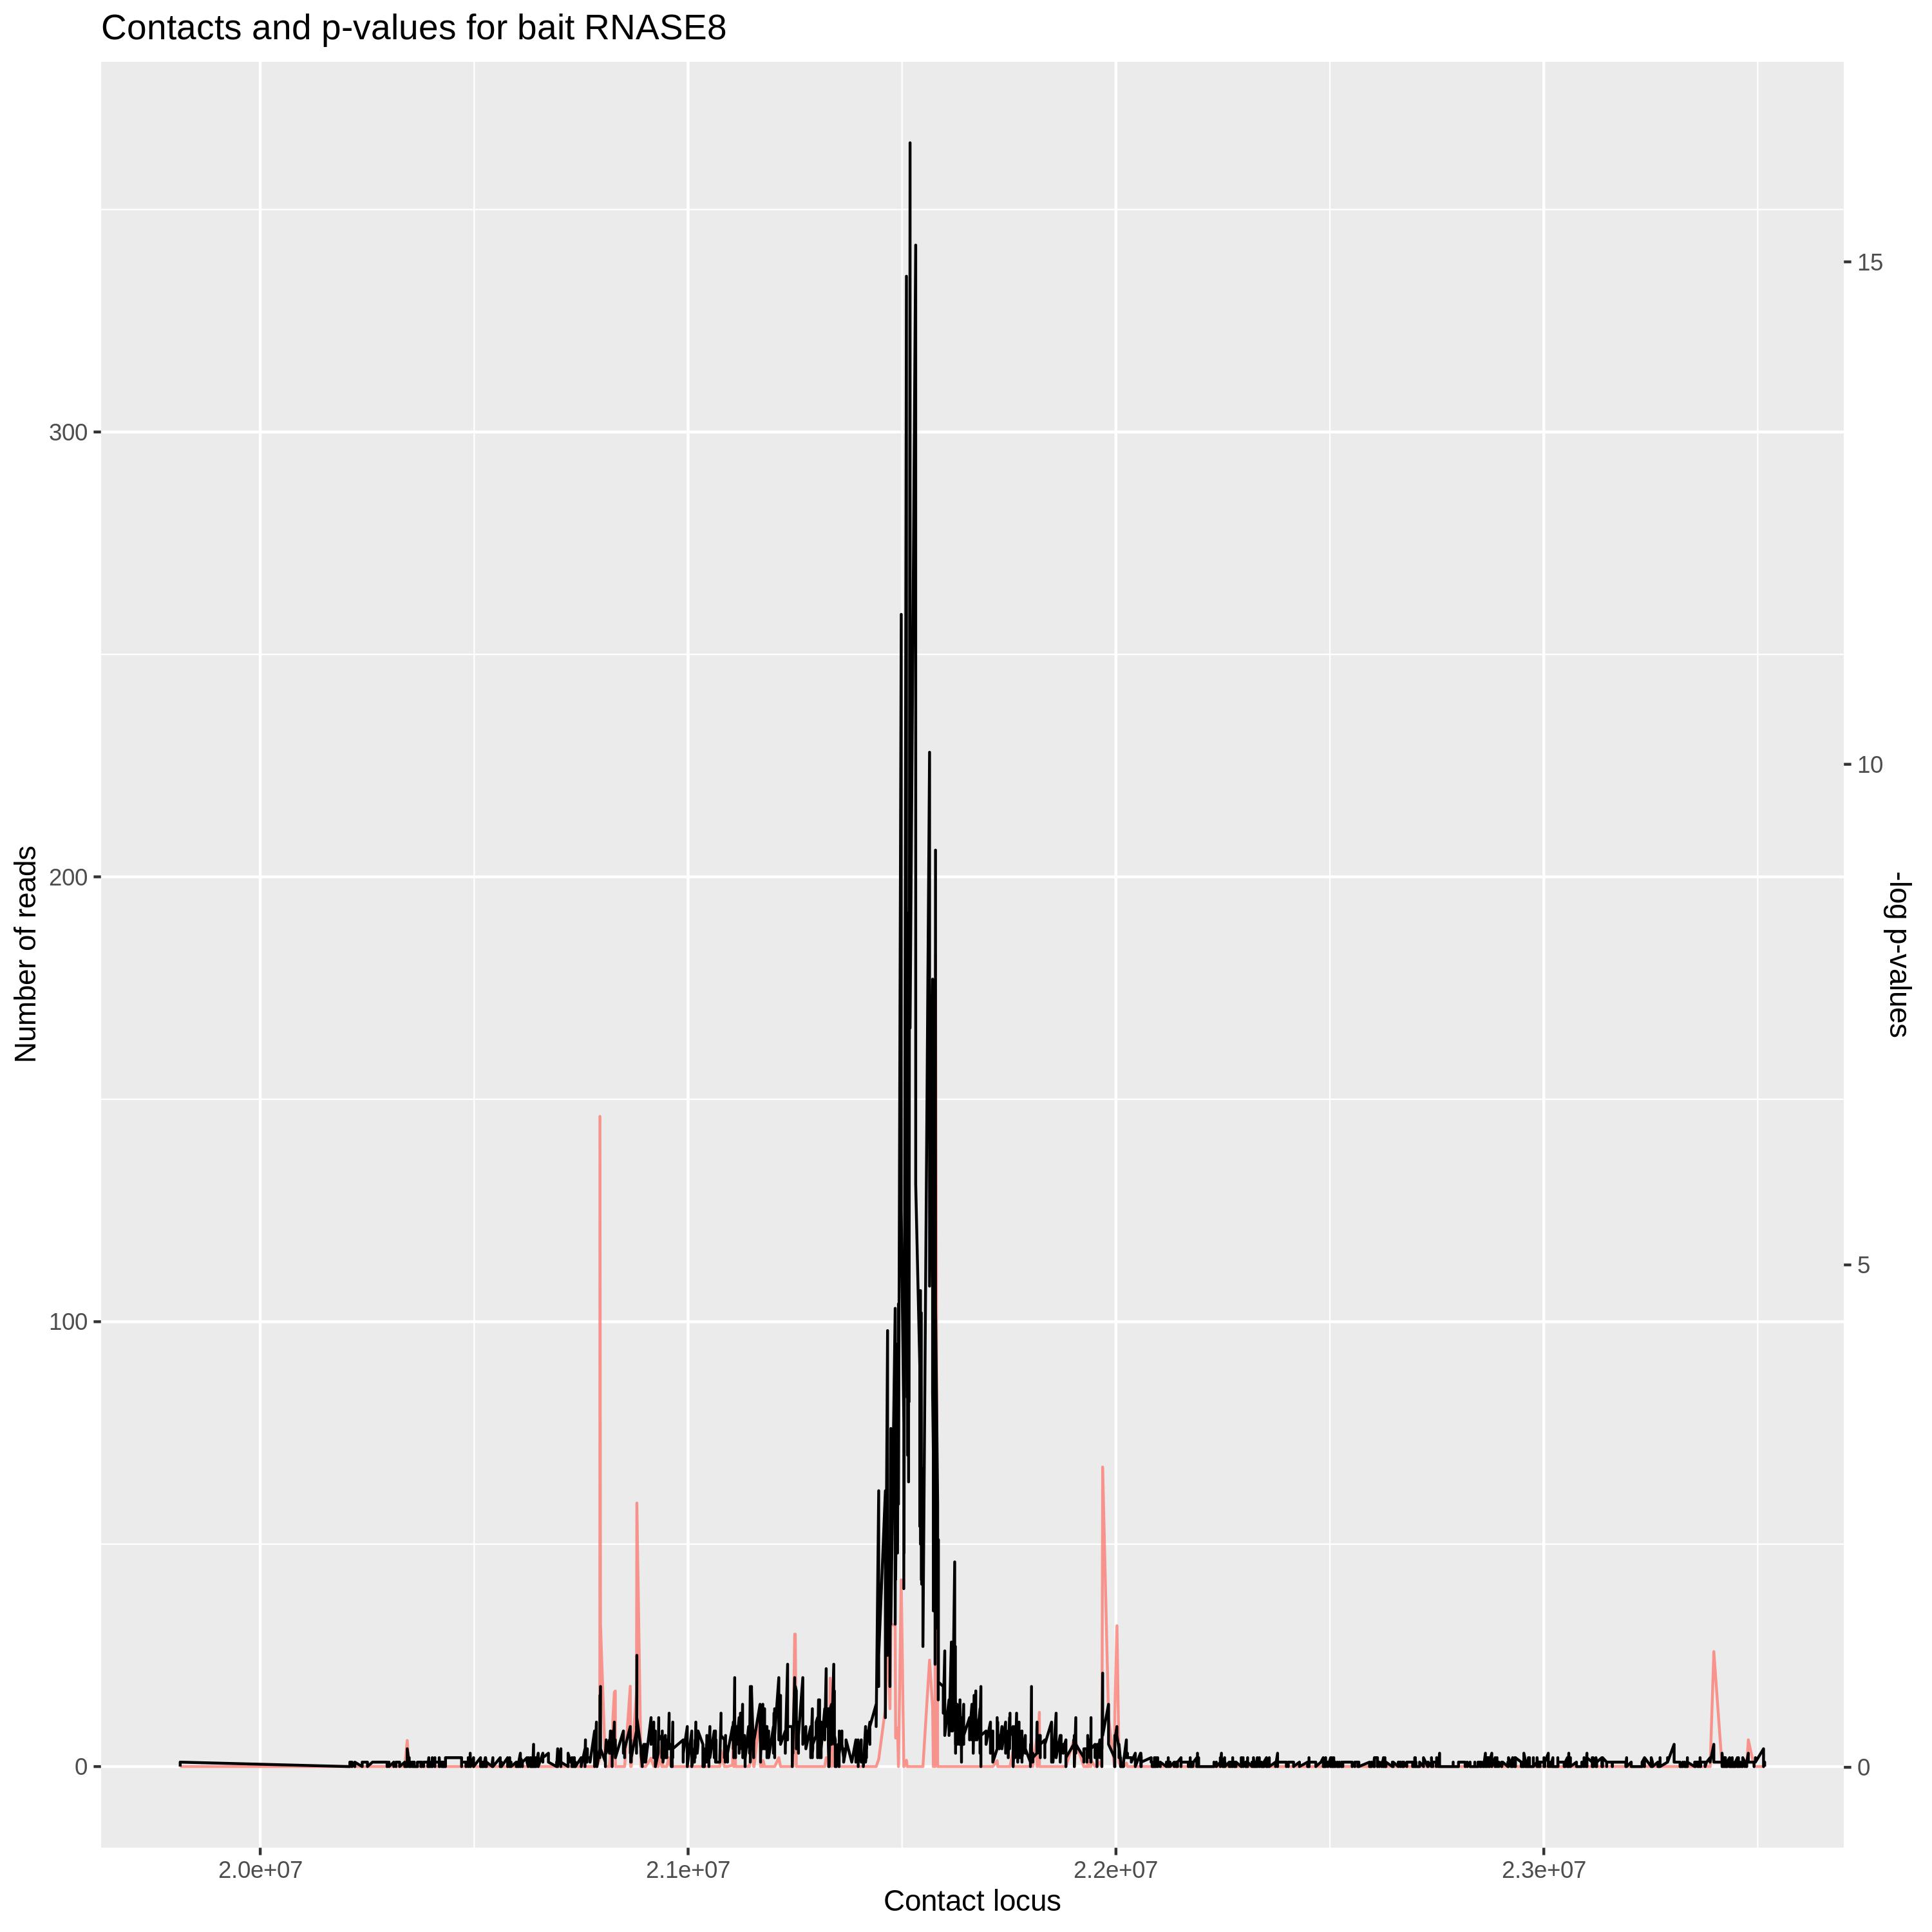 Contacts and p-values for bait RNASE8
Number of reads
300
200
100
0
15
10
5
0
-log p-values
2.0e+07 2.1e+07 2.2e+07 2.3e+07
Contact locus